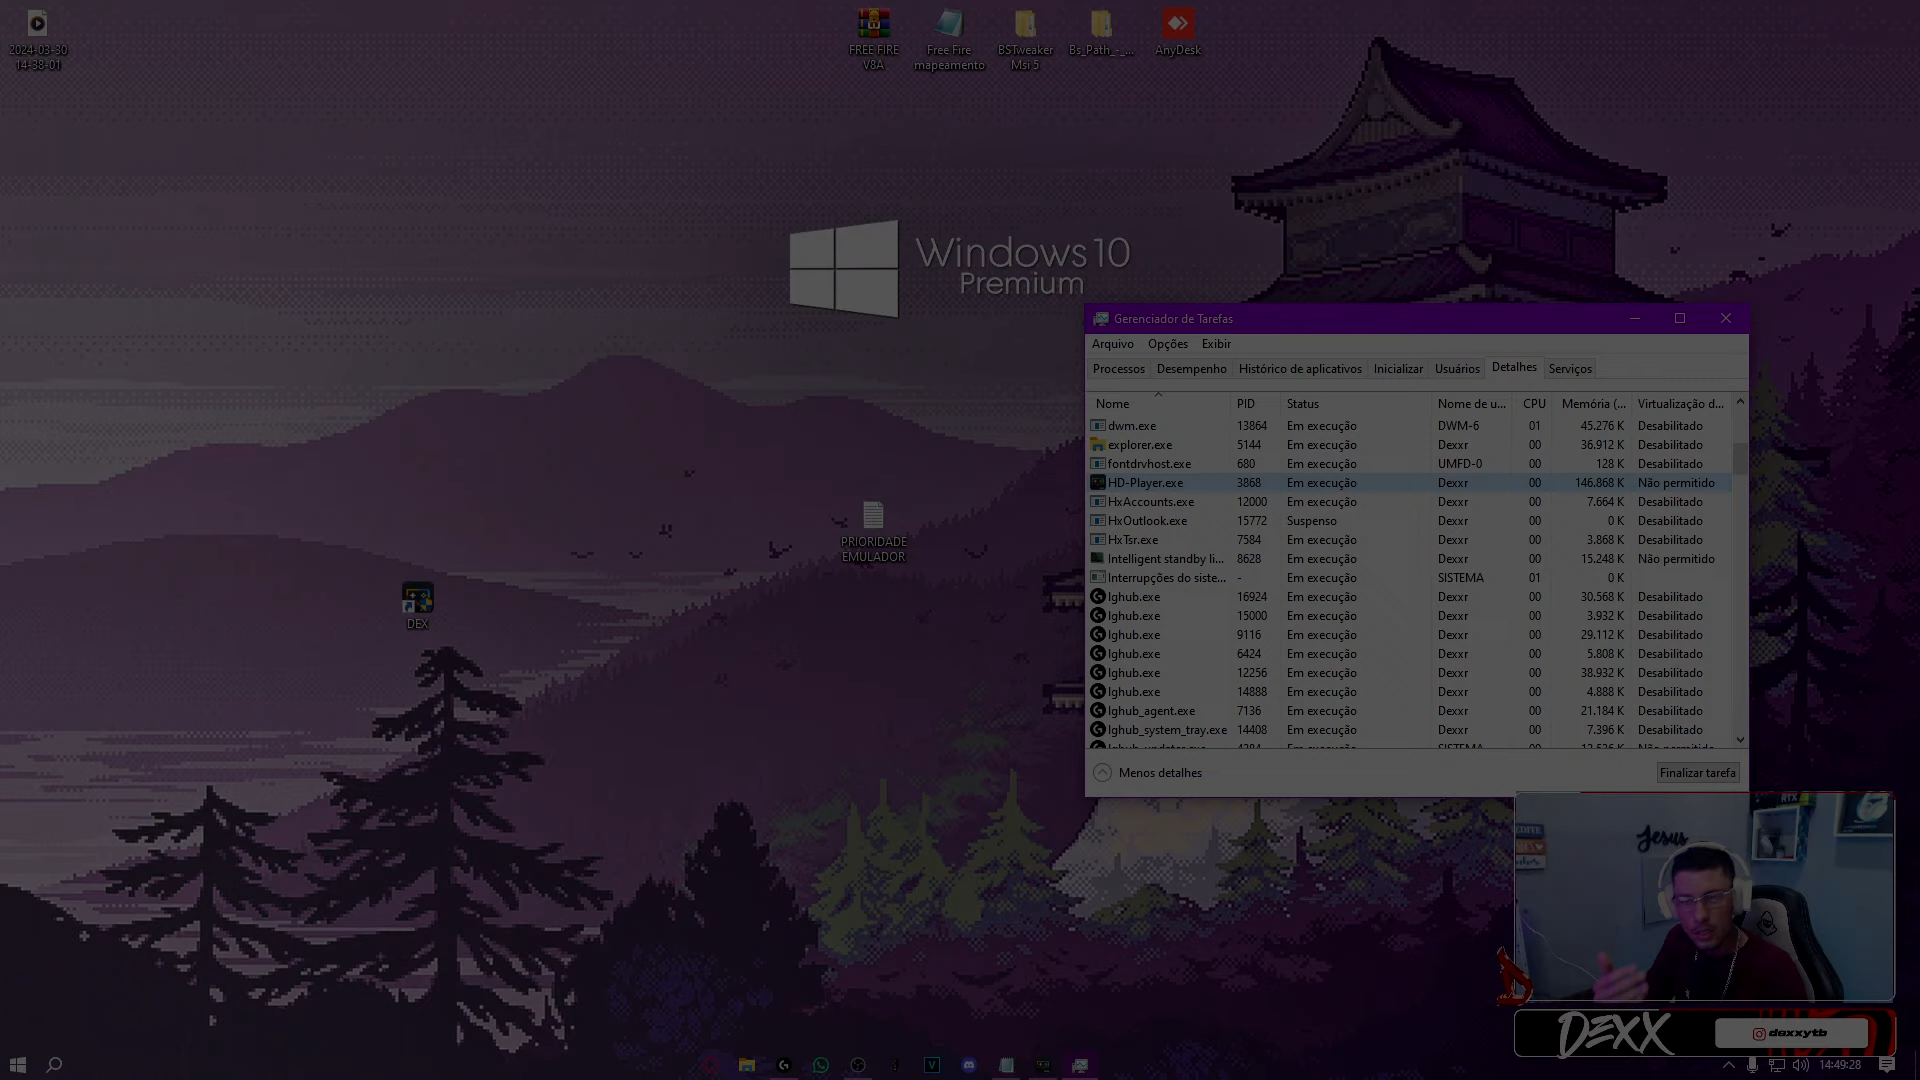 2024-03-30
14-38-01
FREE FIRE
V8A
Free Fire
mapeamento
BSTweaker
Msi 5
Bs_Path_-_...
AnyDesk
Windows 10
Premium
Gerenciador de Tarefas
Arquivo Opções Exibir
Processos Desempenho Histórico de aplicativos Inicializar Usuários Detalhes Serviços
Nome PID Status Nome de u... CPU Memória (... Virtualização d...
dwm.exe 13864 Em execução DWM-6 01 45.276 K Desabilitado
explorer.exe 5144 Em execução Dexxr 00 36.912 K Desabilitado
fontdrvhost.exe 680 Em execução UMFD-0 00 128 K Desabilitado
HD-Player.exe 3868 Em execução Dexxr 00 146.868 K Não permitido
HxAccounts.exe 12000 Em execução Dexxr 00 7.664 K Desabilitado
HxOutlook.exe 15772 Suspenso Dexxr 00 0 K Desabilitado
HxTsr.exe 7584 Em execução Dexxr 00 3.868 K Desabilitado
Intelligent standby li... 8628 Em execução Dexxr 00 15.248 K Não permitido
Interrupções do siste... - Em execução SISTEMA 01 0 K
lghub.exe 16924 Em execução Dexxr 00 30.568 K Desabilitado
lghub.exe 15000 Em execução Dexxr 00 3.932 K Desabilitado
lghub.exe 9116 Em execução Dexxr 00 29.112 K Desabilitado
lghub.exe 6424 Em execução Dexxr 00 5.808 K Desabilitado
lghub.exe 12256 Em execução Dexxr 00 38.932 K Desabilitado
lghub.exe 14888 Em execução Dexxr 00 4.888 K Desabilitado
lghub_agent.exe 7136 Em execução Dexxr 00 21.184 K Desabilitado
lghub_system_tray.exe 14408 Em execução Dexxr 00 7.396 K Desabilitado
Menos detalhes
Finalizar tarefa
PRIORIDADE
EMULADOR
DEX
RTX
Jesus
DEXX
dexxytb
14:49:28